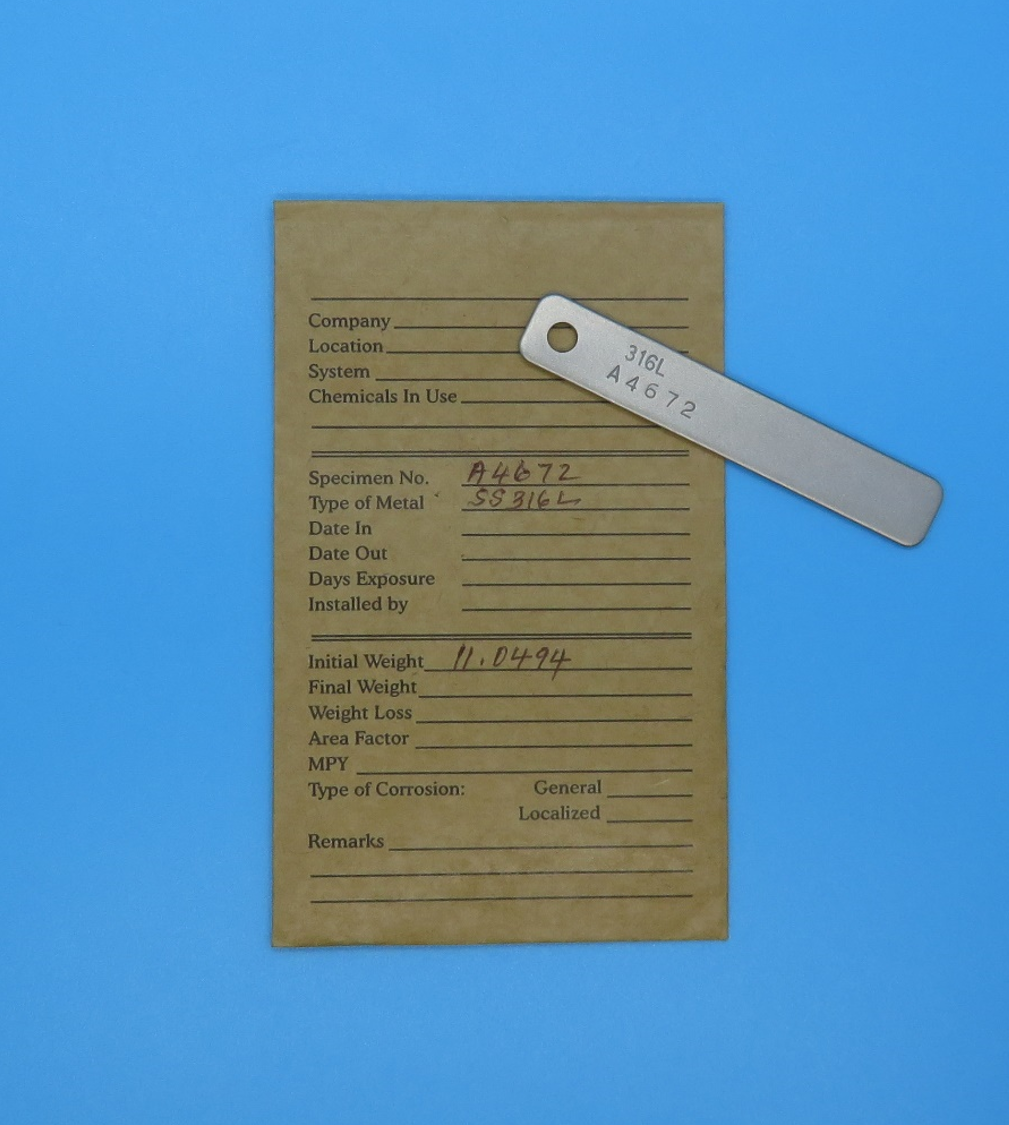 Company
Location
System
Chemicals In Use
316L
A4672
Specimen No. A4672
Type of Metal SS316L
Date In
Date Out
Days Exposure
Installed by
Initial Weight 11.0494
Final Weight
Weight Loss
Area Factor
MPY
Type of Corrosion: General
Localized
Remarks